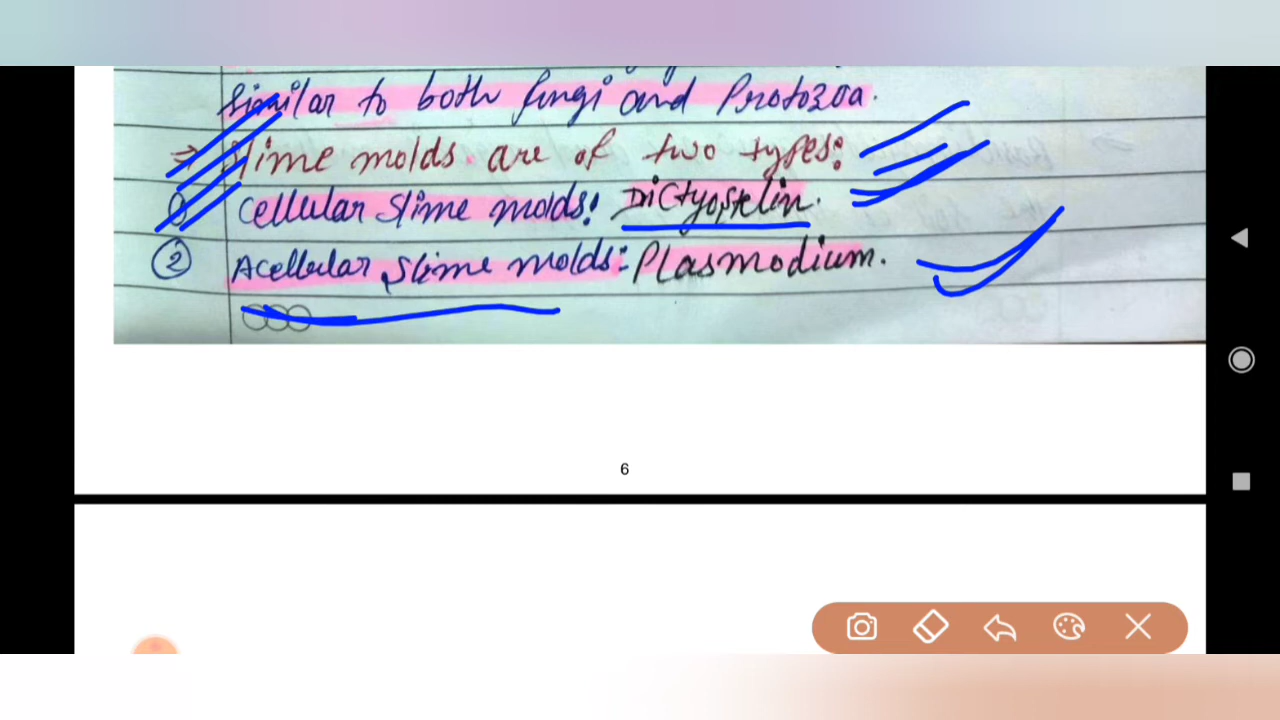 similar to both fungi and Protozoa.
⇒ Slime molds are of two types:
① Cellular slime molds: Dictyostelin.
② Acellular slime molds: Plasmodium.
6